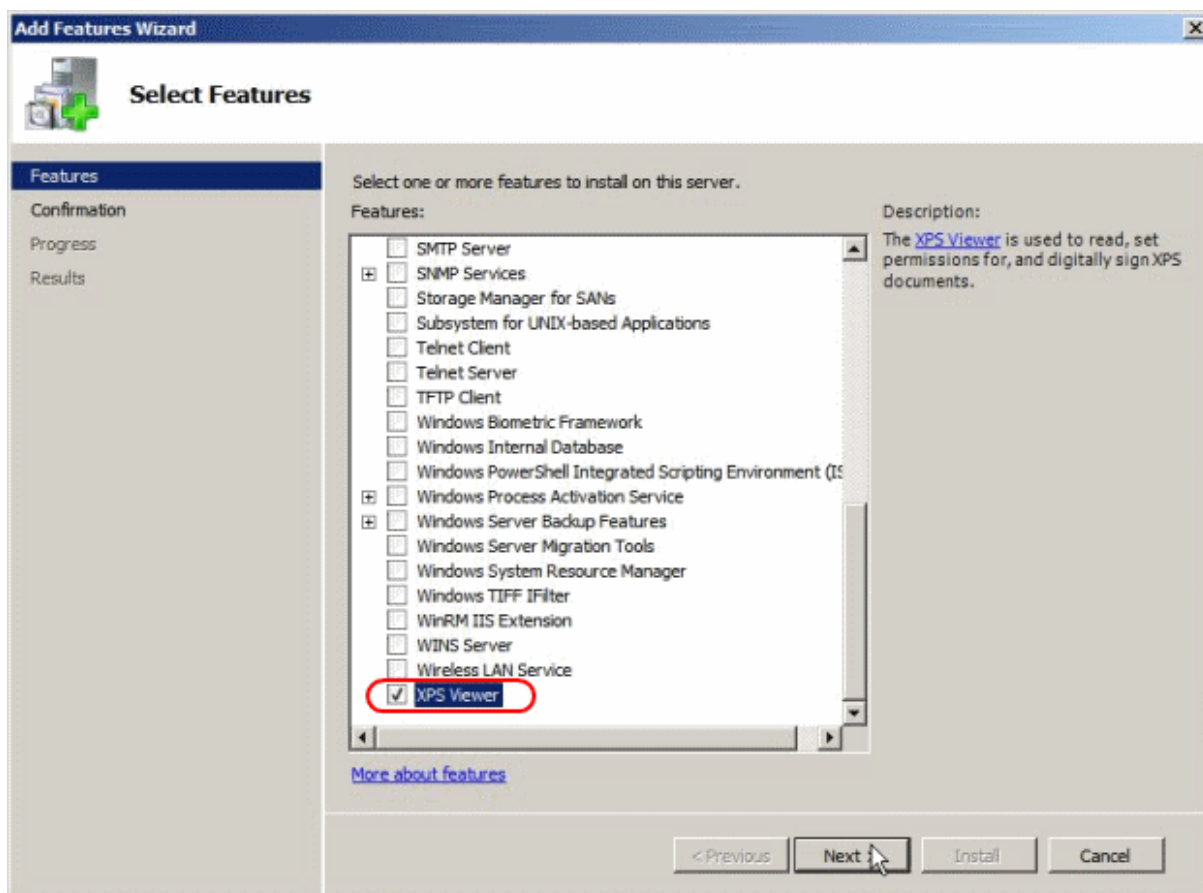 Add Features Wizard
Select Features
Features
Confirmation
Progress
Results
Select one or more features to install on this server.
Features:
SMTP Server
SNMP Services
Storage Manager for SANs
Subsystem for UNIX-based Applications
Telnet Client
Telnet Server
TFTP Client
Windows Biometric Framework
Windows Internal Database
Windows PowerShell Integrated Scripting Environment (IS
Windows Process Activation Service
Windows Server Backup Features
Windows Server Migration Tools
Windows System Resource Manager
Windows TIFF IFilter
WinRM IIS Extension
WINS Server
Wireless LAN Service
XPS Viewer
More about features
Description:
The XPS Viewer is used to read, set
permissions for, and digitally sign XPS
documents.
< Previous
Next >
Install
Cancel